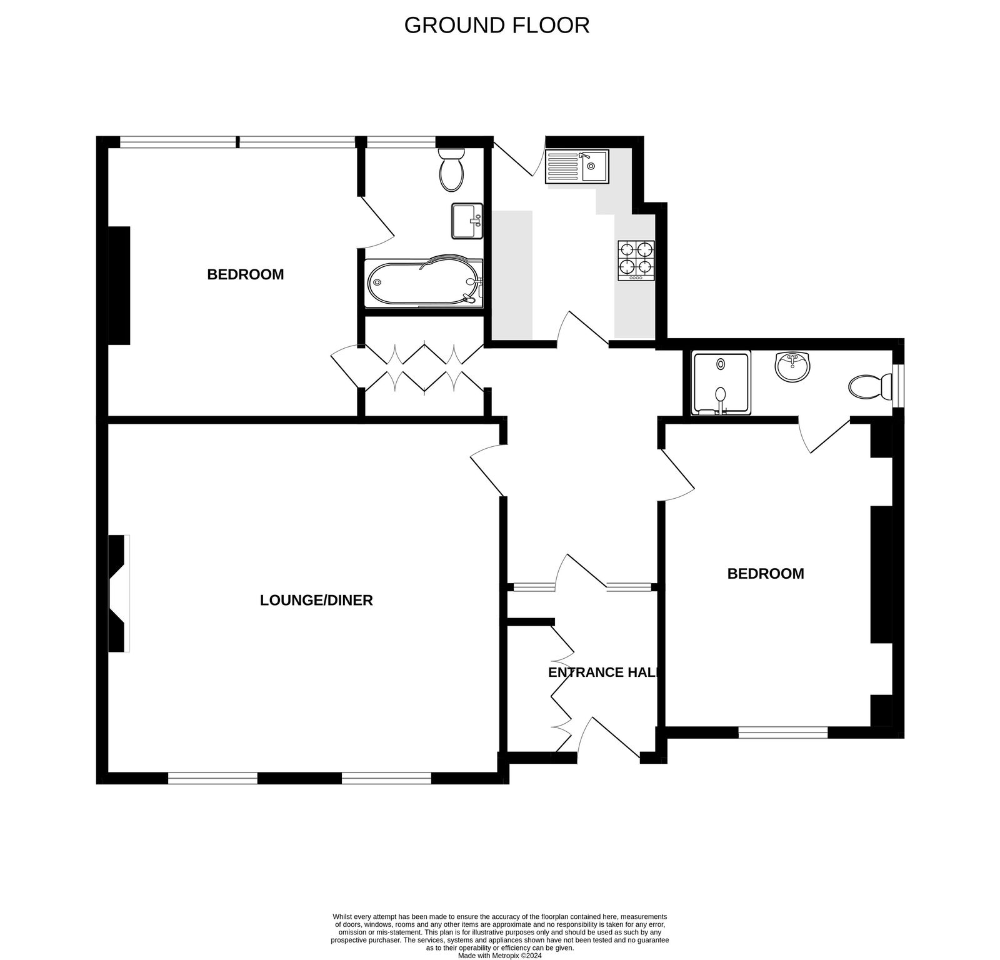 GROUND FLOOR
BEDROOM
LOUNGE/DINER
BEDROOM
ENTRANCE HALL
Whilst every attempt has been made to ensure the accuracy of the floorplan contained here, measurements
of doors, windows, rooms and any other items are approximate and no responsibility is taken for any error,
omission or mis-statement. This plan is for illustrative purposes only and should be used as such by any
prospective purchaser. The services, systems and appliances shown have not been tested and no guarantee
as to their operability or efficiency can be given.
Made with Metropix ©2024